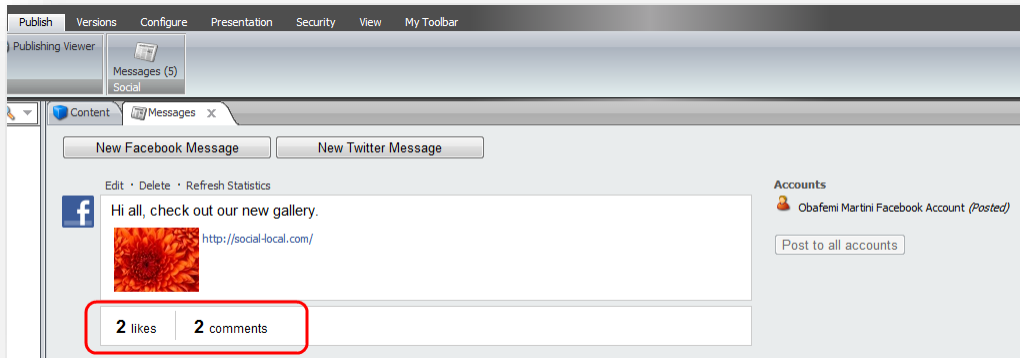 Publish Versions Configure Presentation Security View My Toolbar
Publishing Viewer
Messages (5)
Social
Content Messages X
New Facebook Message New Twitter Message
Edit · Delete · Refresh Statistics
Accounts
Hi all, check out our new gallery.
Obafemi Martini Facebook Account (Posted)
http://social-local.com/
Post to all accounts
2 likes 2 comments